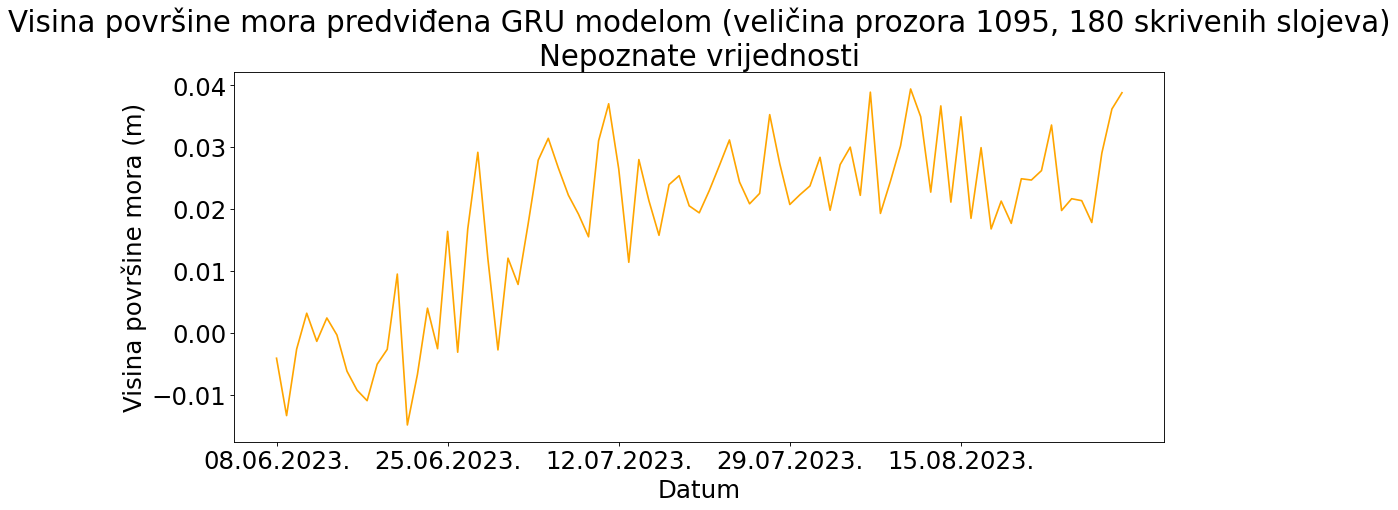 Visina površine mora predviđena GRU modelom (veličina prozora 1095, 180 skrivenih slojeva)
Nepoznate vrijednosti
Visina površine mora (m)
0.04
0.03
0.02
0.01
0.00
−0.01
08.06.2023. 25.06.2023. 12.07.2023. 29.07.2023. 15.08.2023.
Datum